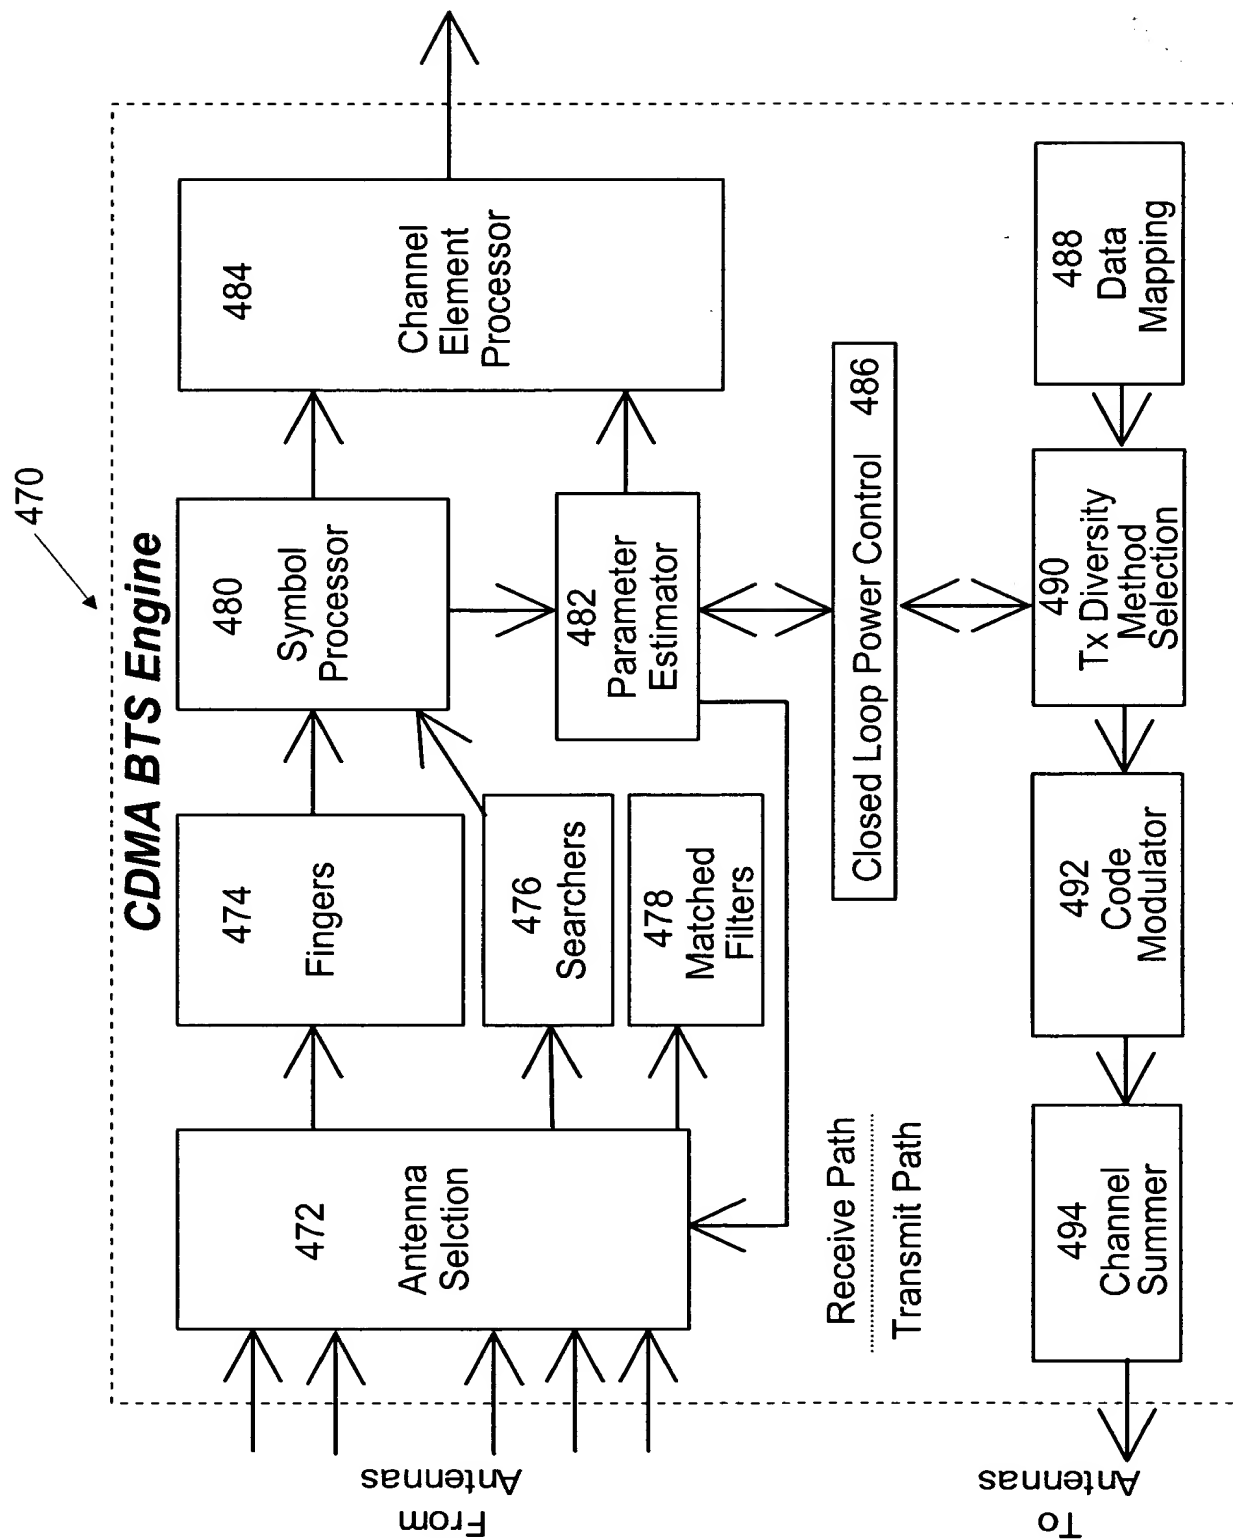 470
CDMA BTS Engine
From
Antennas
472
Antenna
Selction
474
Fingers
476
Searchers
478
Matched
Filters
480
Symbol
Processor
482
Parameter
Estimator
484
Channel
Element
Processor
Receive Path
Transmit Path
Closed Loop Power Control 486
To
Antennas
494
Channel
Summer
492
Code
Modulator
490
Tx Diversity
Method
Selection
488
Data
Mapping